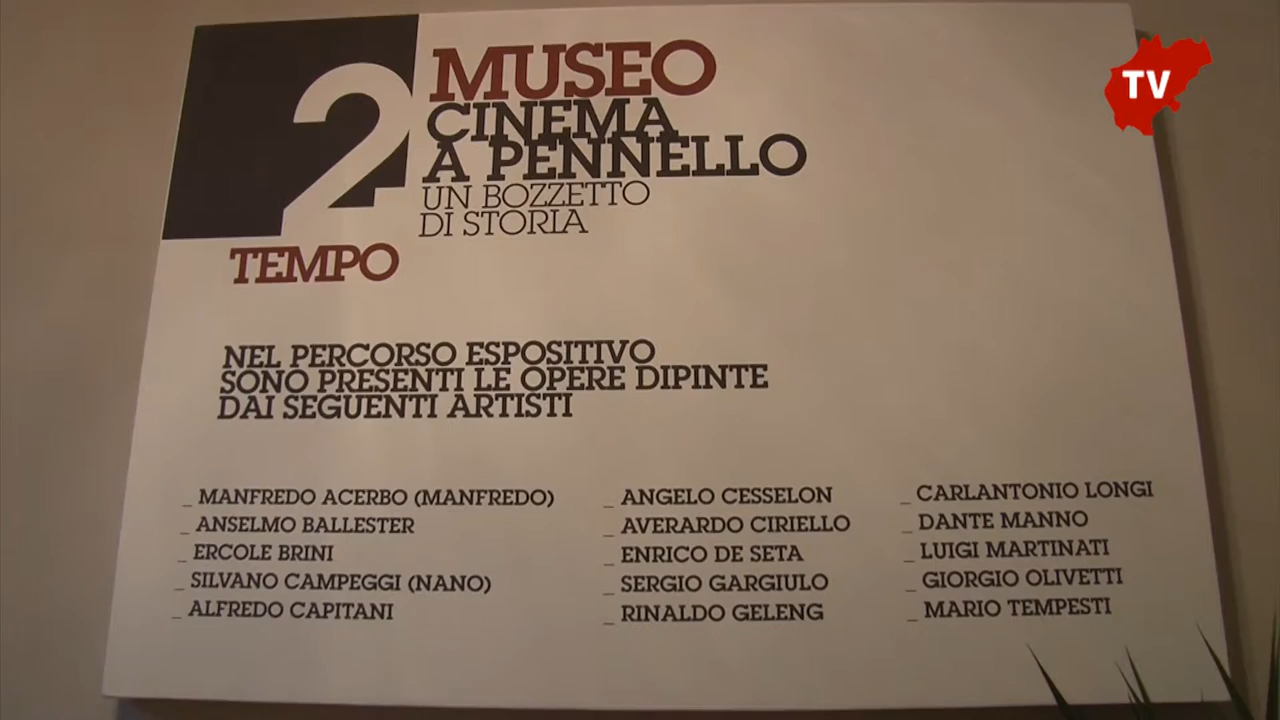 2
TEMPO
MUSEO
CINEMA
A PENNELLO
UN BOZZETTO
DI STORIA
TV
NEL PERCORSO ESPOSITIVO
SONO PRESENTI LE OPERE DIPINTE
DAI SEGUENTI ARTISTI
_ MANFREDO ACERBO (MANFREDO)
_ ANSELMO BALLESTER
_ ERCOLE BRINI
_ SILVANO CAMPEGGI (NANO)
_ ALFREDO CAPITANI
_ ANGELO CESSELON
_ AVERARDO CIRIELLO
_ ENRICO DE SETA
_ SERGIO GARGIULO
_ RINALDO GELENG
_ CARLANTONIO LONGI
_ DANTE MANNO
_ LUIGI MARTINATI
_ GIORGIO OLIVETTI
_ MARIO TEMPESTI